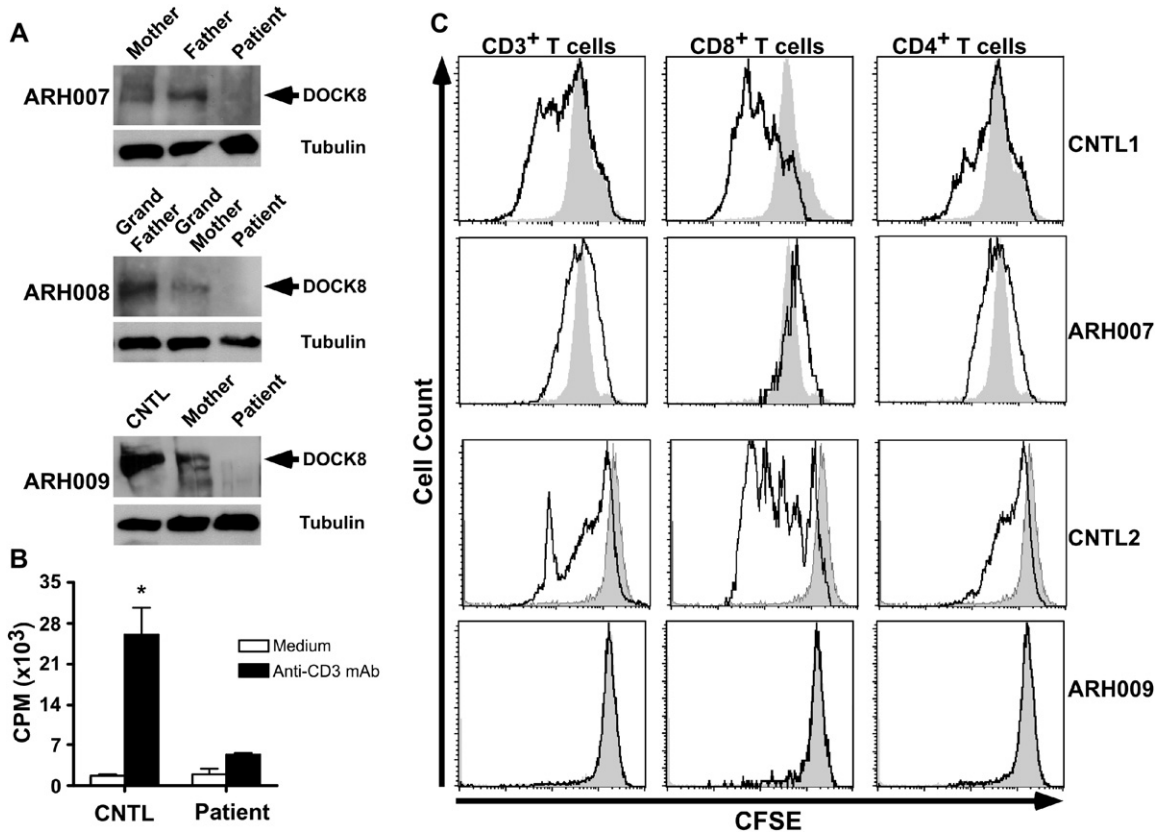 A
Mother Father Patient
ARH007
DOCK8
Tubulin
Grand Father Grand Mother Patient
ARH008
DOCK8
Tubulin
CNTL Mother Patient
ARH009
DOCK8
Tubulin
B
CPM (x10³)
35
28
21
14
7
0
*
Medium
Anti-CD3 mAb
CNTL Patient
C
CD3⁺ T cells CD8⁺ T cells CD4⁺ T cells
CNTL1
ARH007
CNTL2
ARH009
Cell Count
CFSE